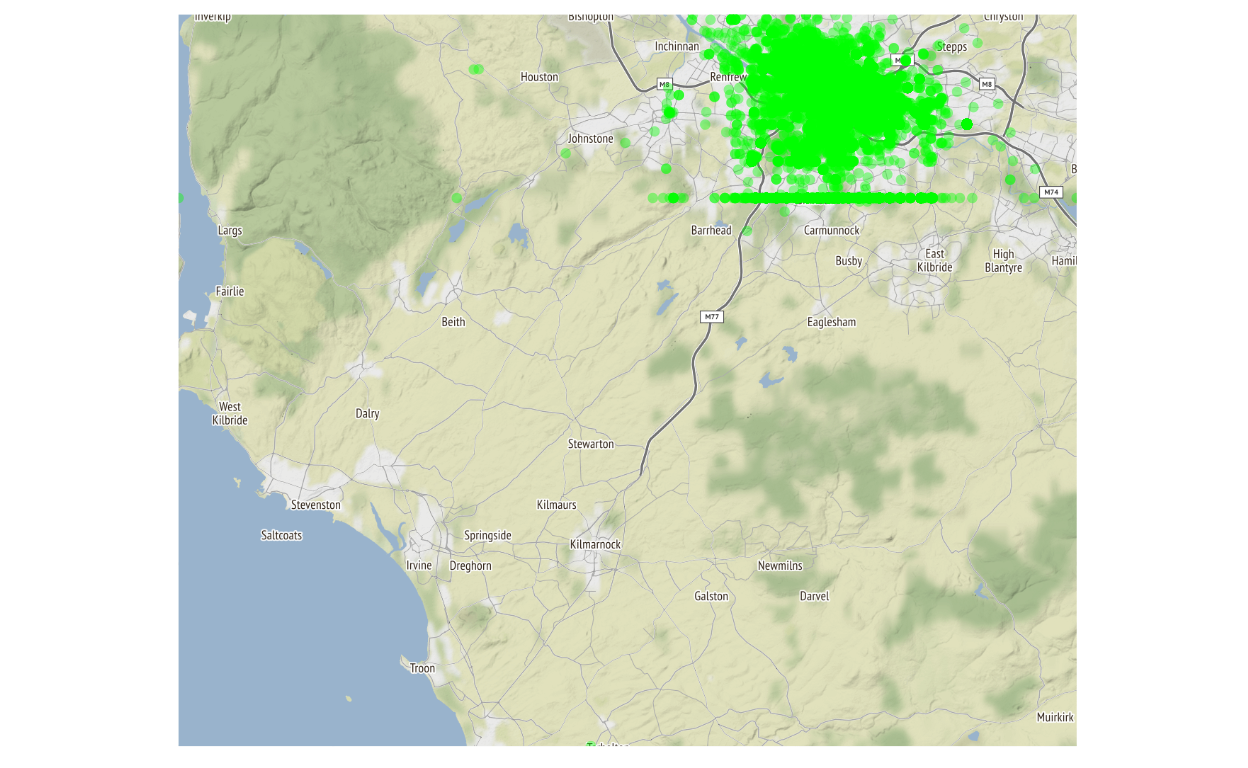 Inverkip
Bishopton
Chryston
Inchinnan
Stepps
Houston
Renfrew
M8
M8
Johnstone
M74
Largs
Barrhead
Carmunnock
Busby
East
Kilbride
High
Blantyre
Fairlie
M77
Beith
Eaglesham
West
Kilbride
Dalry
Stewarton
Stevenston
Kilmaurs
Saltcoats
Springside
Kilmarnock
Irvine
Dreghorn
Newmilns
Galston
Darvel
Troon
Muirkirk